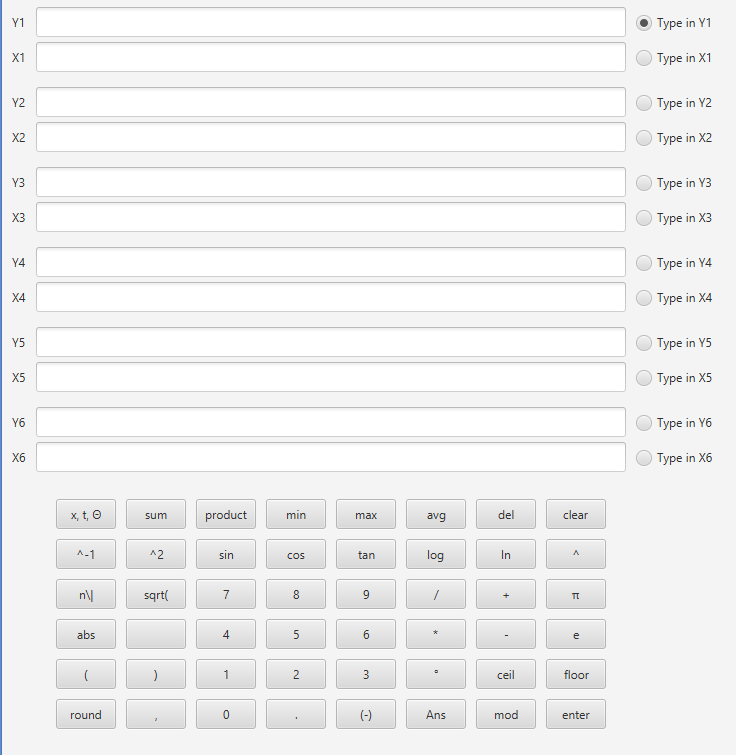 Y1 Type in Y1
X1 Type in X1
Y2 Type in Y2
X2 Type in X2
Y3 Type in Y3
X3 Type in X3
Y4 Type in Y4
X4 Type in X4
Y5 Type in Y5
X5 Type in X5
Y6 Type in Y6
X6 Type in X6
x, t, Θ sum product min max avg del clear
^-1 ^2 sin cos tan log ln ^
n\| sqrt( 7 8 9 / + π
abs 4 5 6 * - e
( ) 1 2 3 ° ceil floor
round , 0 . (-) Ans mod enter